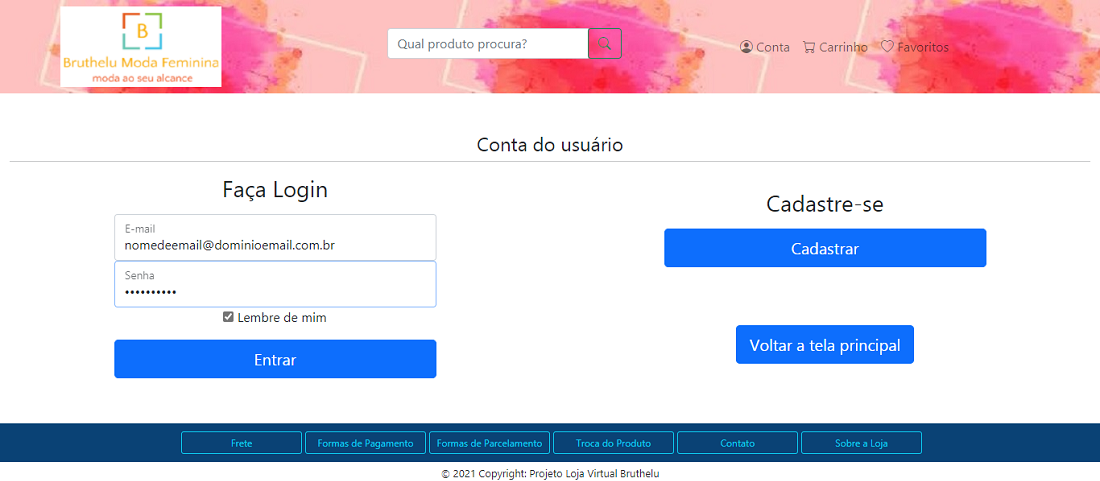 B
Bruthelu Moda Feminina
moda ao seu alcance
Qual produto procura?
Conta Carrinho Favoritos
Conta do usuário
Faça Login
E-mail
nomedeemail@dominioemail.com.br
Senha
••••••••••
Lembre de mim
Entrar
Cadastre-se
Cadastrar
Voltar a tela principal
Frete Formas de Pagamento Formas de Parcelamento Troca do Produto Contato Sobre a Loja
© 2021 Copyright: Projeto Loja Virtual Bruthelu